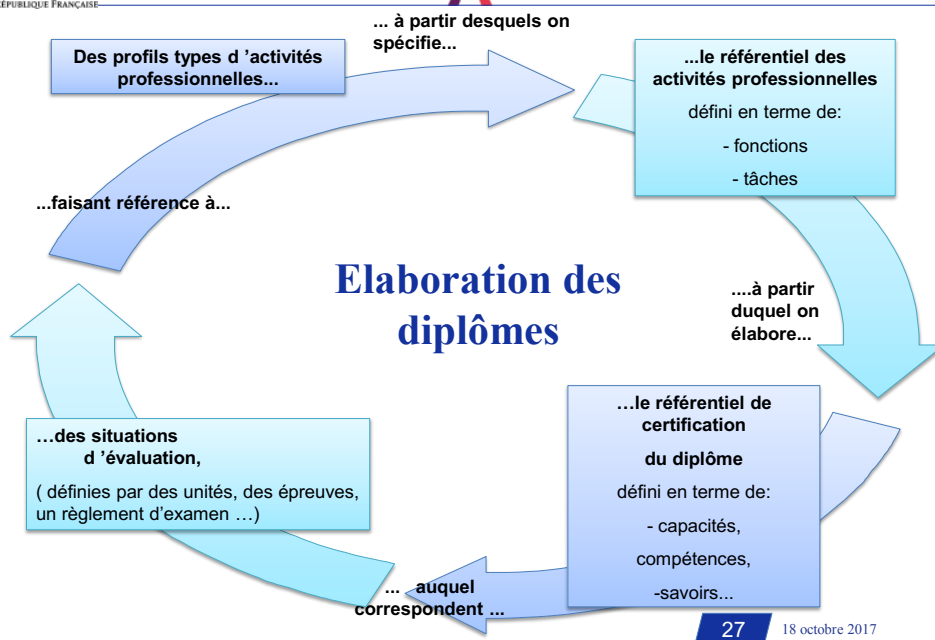 RÉPUBLIQUE FRANÇAISE
... à partir desquels on
spécifie...
Des profils types d ’activités
professionnelles...
...le référentiel des
activités professionnelles
défini en terme de:
- fonctions
- tâches
...faisant référence à...
Elaboration des
diplômes
....à partir
duquel on
élabore...
…le référentiel de
certification
du diplôme
défini en terme de:
- capacités,
compétences,
-savoirs...
…des situations
d ’évaluation,
( définies par des unités, des épreuves,
un règlement d’examen …)
... auquel
correspondent ...
27
18 octobre 2017